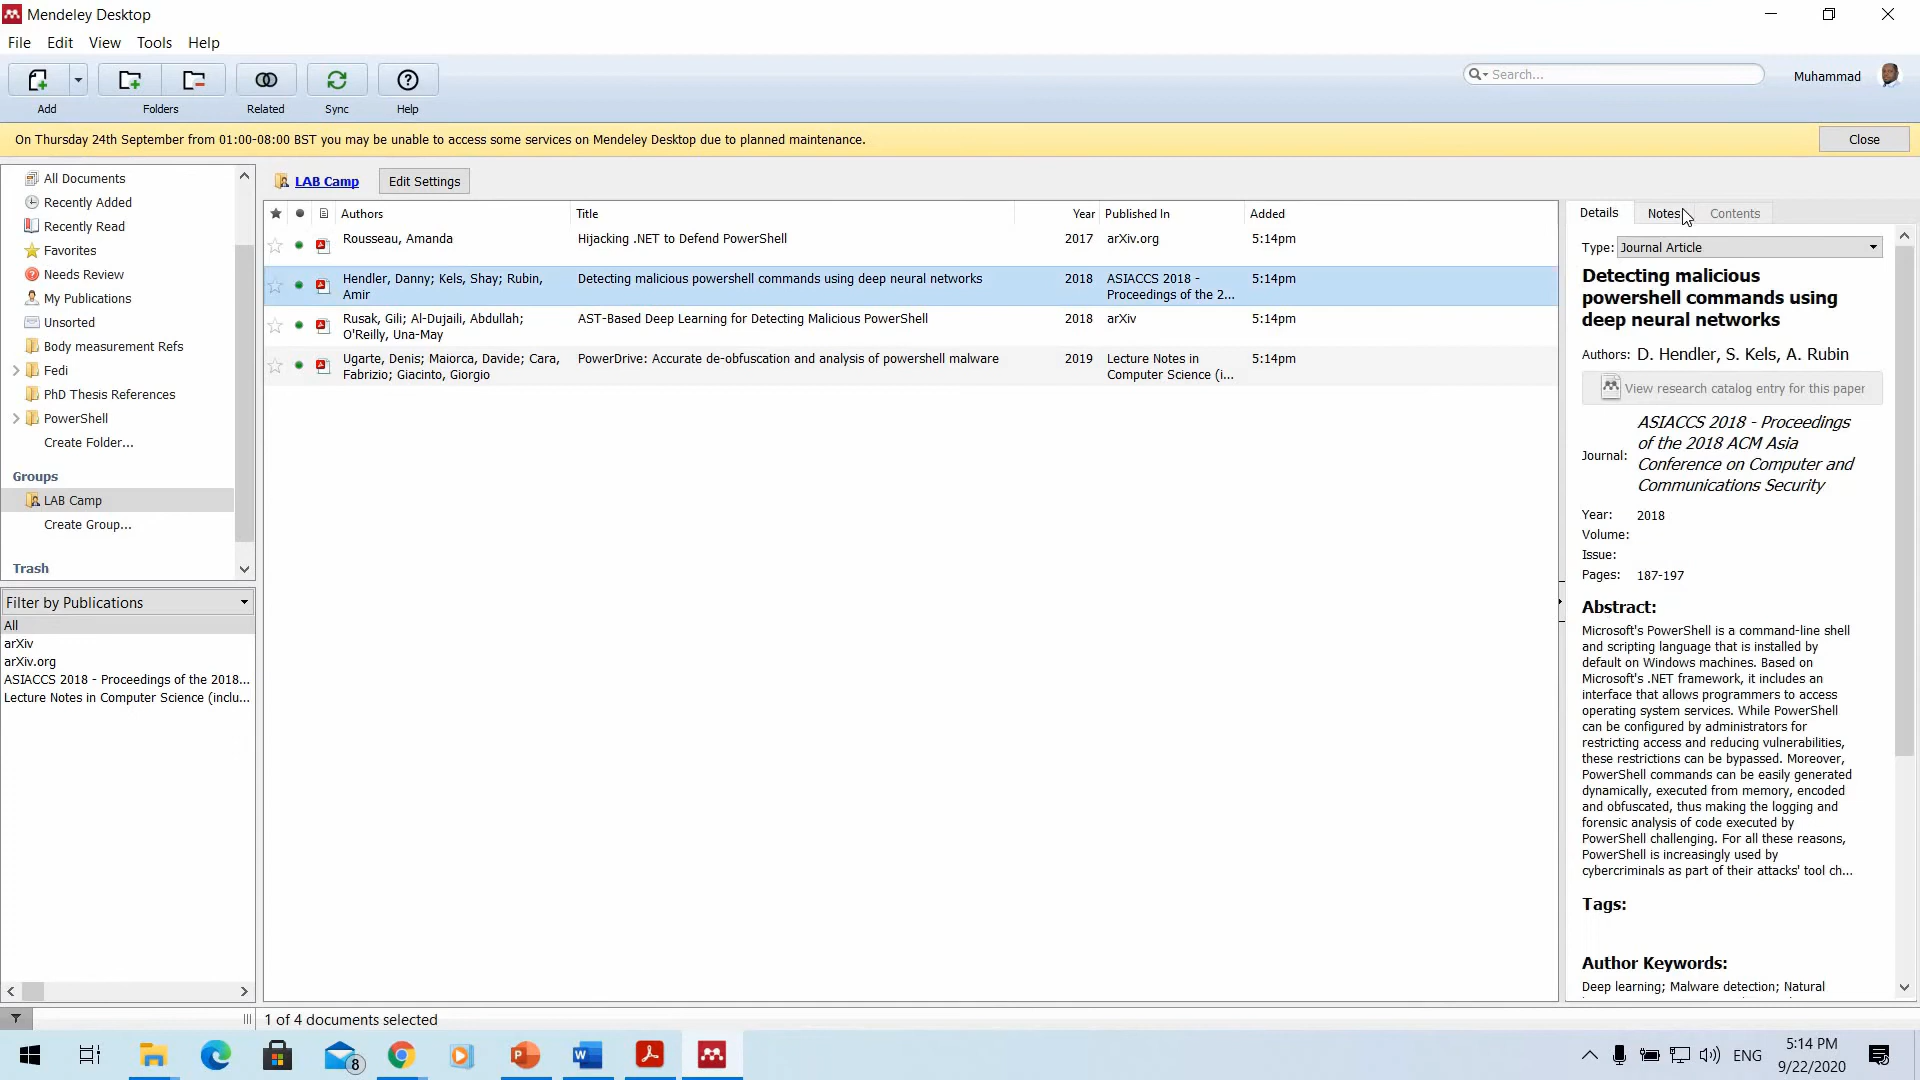 Mendeley Desktop
File Edit View Tools Help
Add Folders Related Sync Help
Search...
Muhammad
On Thursday 24th September from 01:00-08:00 BST you may be unable to access some services on Mendeley Desktop due to planned maintenance.
Close
All Documents
Recently Added
Recently Read
Favorites
Needs Review
My Publications
Unsorted
Body measurement Refs
Fedi
PhD Thesis References
PowerShell
Create Folder...
Groups
LAB Camp
Create Group...
Trash
Filter by Publications
All
arXiv
arXiv.org
ASIACCS 2018 - Proceedings of the 2018...
Lecture Notes in Computer Science (inclu...
LAB Camp Edit Settings
Authors Title Year Published In Added
Rousseau, Amanda Hijacking .NET to Defend PowerShell 2017 arXiv.org 5:14pm
Hendler, Danny; Kels, Shay; Rubin, Detecting malicious powershell commands using deep neural networks 2018 ASIACCS 2018 - 5:14pm
Amir Proceedings of the 2...
Rusak, Gili; Al-Dujaili, Abdullah; AST-Based Deep Learning for Detecting Malicious PowerShell 2018 arXiv 5:14pm
O'Reilly, Una-May
Ugarte, Denis; Maiorca, Davide; Cara, PowerDrive: Accurate de-obfuscation and analysis of powershell malware 2019 Lecture Notes in 5:14pm
Fabrizio; Giacinto, Giorgio Computer Science (i...
Details Notes Contents
Type: Journal Article
Detecting malicious
powershell commands using
deep neural networks
Authors: D. Hendler, S. Kels, A. Rubin
View research catalog entry for this paper
Journal: ASIACCS 2018 - Proceedings
of the 2018 ACM Asia
Conference on Computer and
Communications Security
Year: 2018
Volume:
Issue:
Pages: 187-197
Abstract:
Microsoft's PowerShell is a command-line shell
and scripting language that is installed by
default on Windows machines. Based on
Microsoft's .NET framework, it includes an
interface that allows programmers to access
operating system services. While PowerShell
can be configured by administrators for
restricting access and reducing vulnerabilities,
these restrictions can be bypassed. Moreover,
PowerShell commands can be easily generated
dynamically, executed from memory, encoded
and obfuscated, thus making the logging and
forensic analysis of code executed by
PowerShell challenging. For all these reasons,
PowerShell is increasingly used by
cybercriminals as part of their attacks' tool ch...
Tags:
Author Keywords:
Deep learning; Malware detection; Natural
1 of 4 documents selected
8
ENG
5:14 PM
9/22/2020